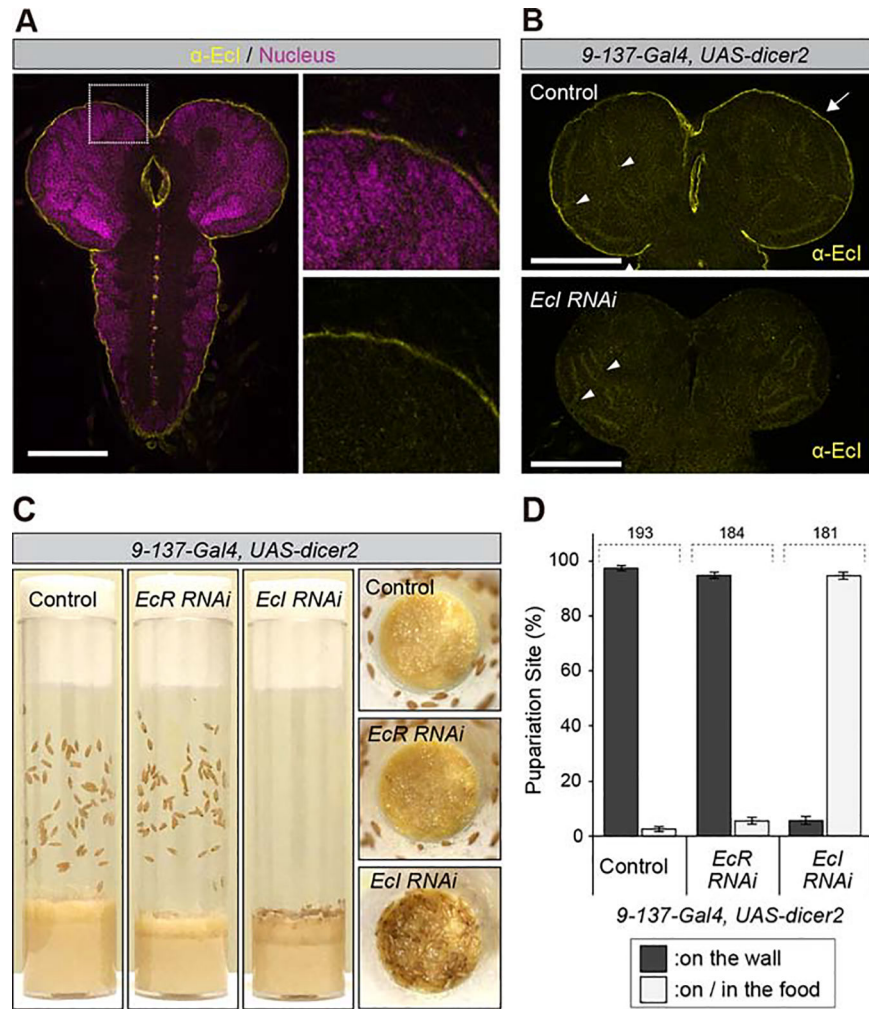 A
α-EcI / Nucleus
B
9-137-Gal4, UAS-dicer2
Control
α-EcI
EcI RNAi
α-EcI
C
9-137-Gal4, UAS-dicer2
Control
EcR RNAi
EcI RNAi
Control
EcR RNAi
EcI RNAi
D
193
184
181
100
80
60
40
20
0
Pupariation Site (%)
Control
EcR
RNAi
EcI
RNAi
9-137-Gal4, UAS-dicer2
:on the wall
:on / in the food